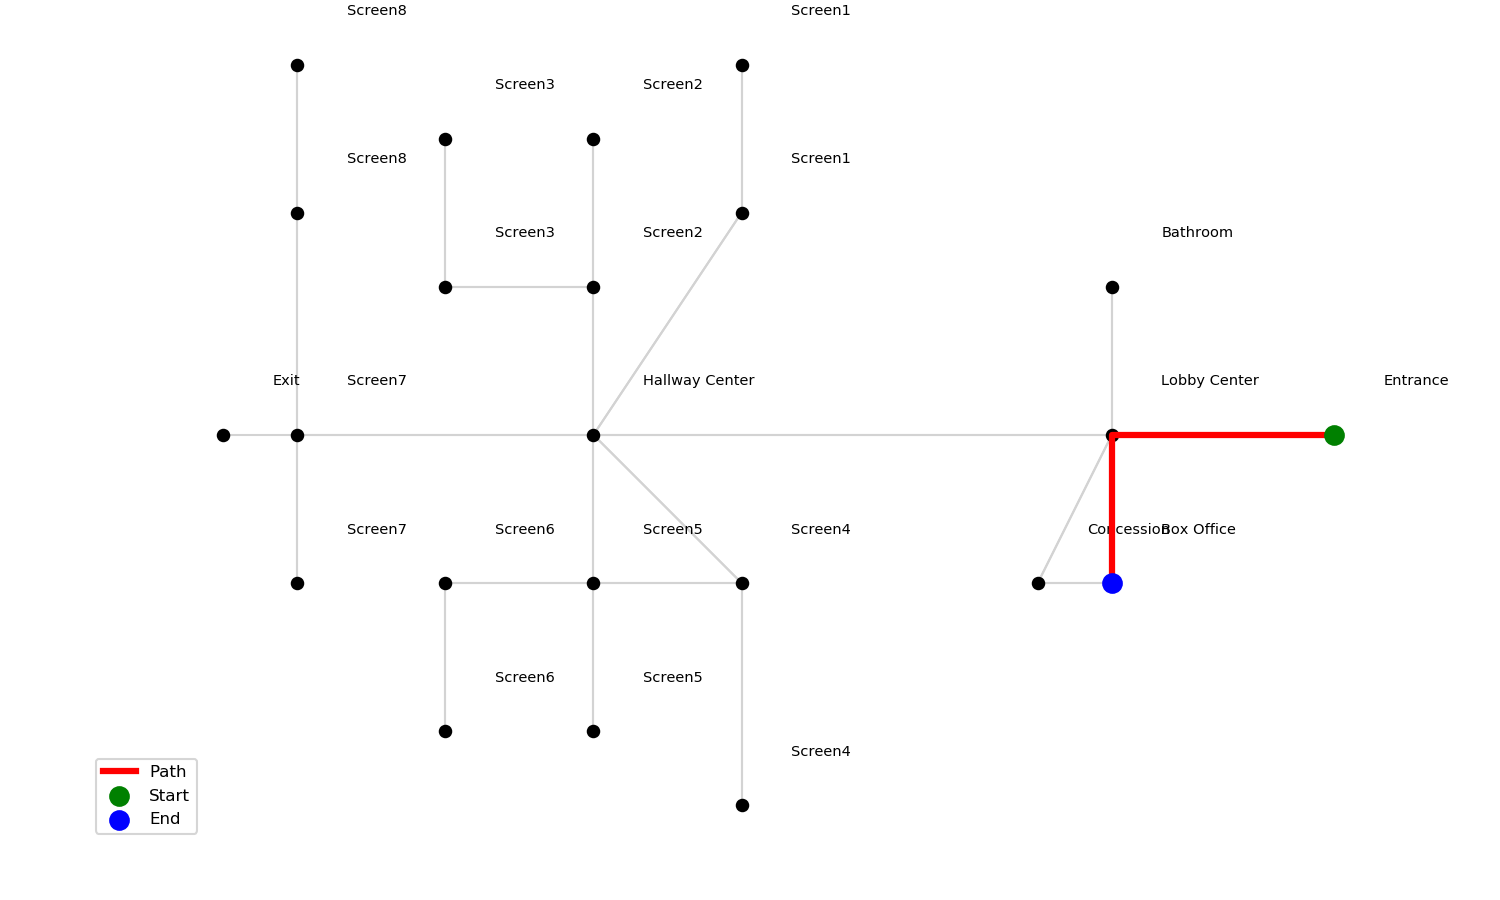 Screen8
Screen1
Screen3
Screen2
Screen8
Screen1
Screen3
Screen2
Bathroom
Exit
Screen7
Hallway Center
Lobby Center
Entrance
Screen7
Screen6
Screen5
Screen4
Concession
Box Office
Screen6
Screen5
Screen4
Path
Start
End